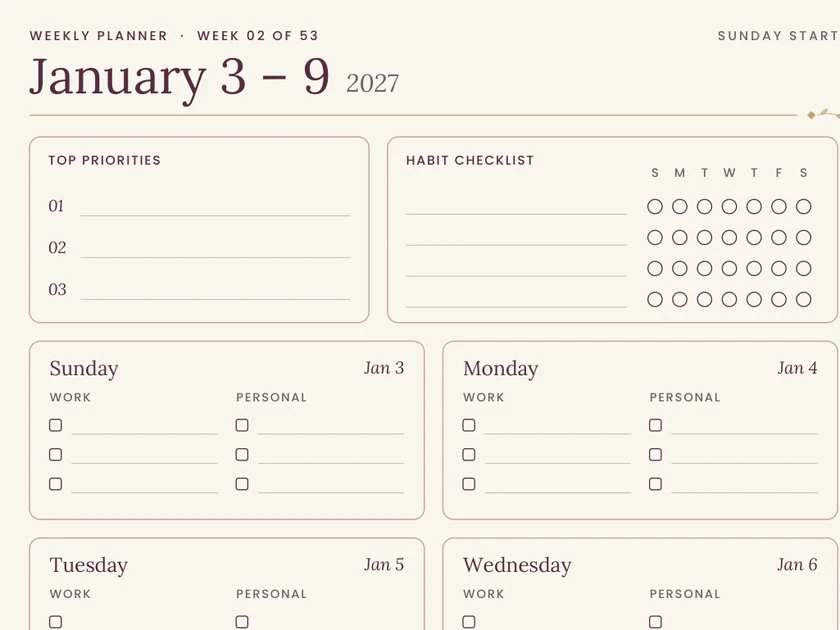 WEEKLY PLANNER · WEEK 02 OF 53
SUNDAY START
January 3 – 9 2027
TOP PRIORITIES
01
02
03
HABIT CHECKLIST
S M T W T F S
Sunday Jan 3
WORK PERSONAL
Monday Jan 4
WORK PERSONAL
Tuesday Jan 5
WORK PERSONAL
Wednesday Jan 6
WORK PERSONAL